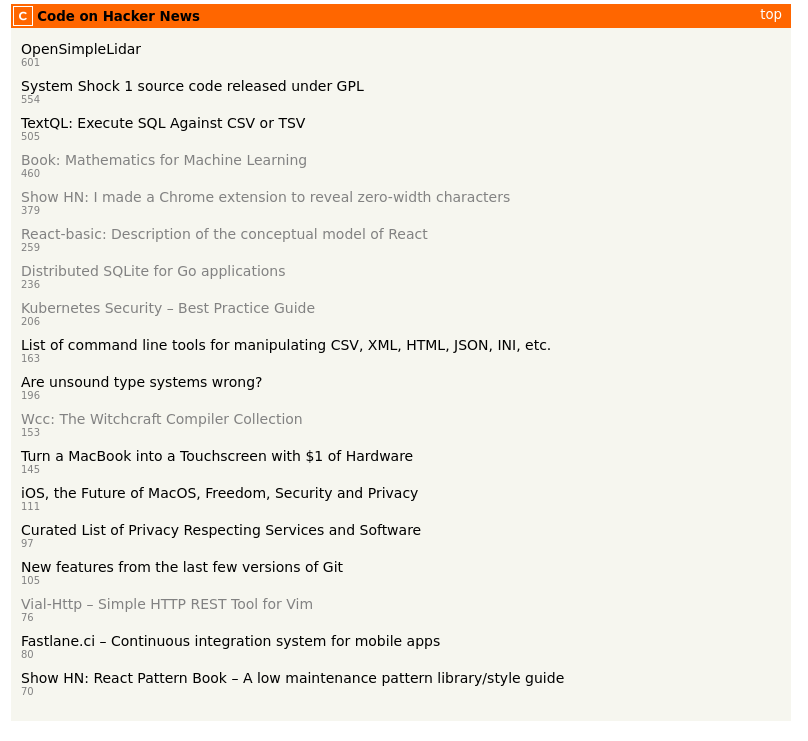 C Code on Hacker News top
OpenSimpleLidar
601
System Shock 1 source code released under GPL
554
TextQL: Execute SQL Against CSV or TSV
505
Book: Mathematics for Machine Learning
460
Show HN: I made a Chrome extension to reveal zero-width characters
379
React-basic: Description of the conceptual model of React
259
Distributed SQLite for Go applications
236
Kubernetes Security – Best Practice Guide
206
List of command line tools for manipulating CSV, XML, HTML, JSON, INI, etc.
163
Are unsound type systems wrong?
196
Wcc: The Witchcraft Compiler Collection
153
Turn a MacBook into a Touchscreen with $1 of Hardware
145
iOS, the Future of MacOS, Freedom, Security and Privacy
111
Curated List of Privacy Respecting Services and Software
97
New features from the last few versions of Git
105
Vial-Http – Simple HTTP REST Tool for Vim
76
Fastlane.ci – Continuous integration system for mobile apps
80
Show HN: React Pattern Book – A low maintenance pattern library/style guide
70